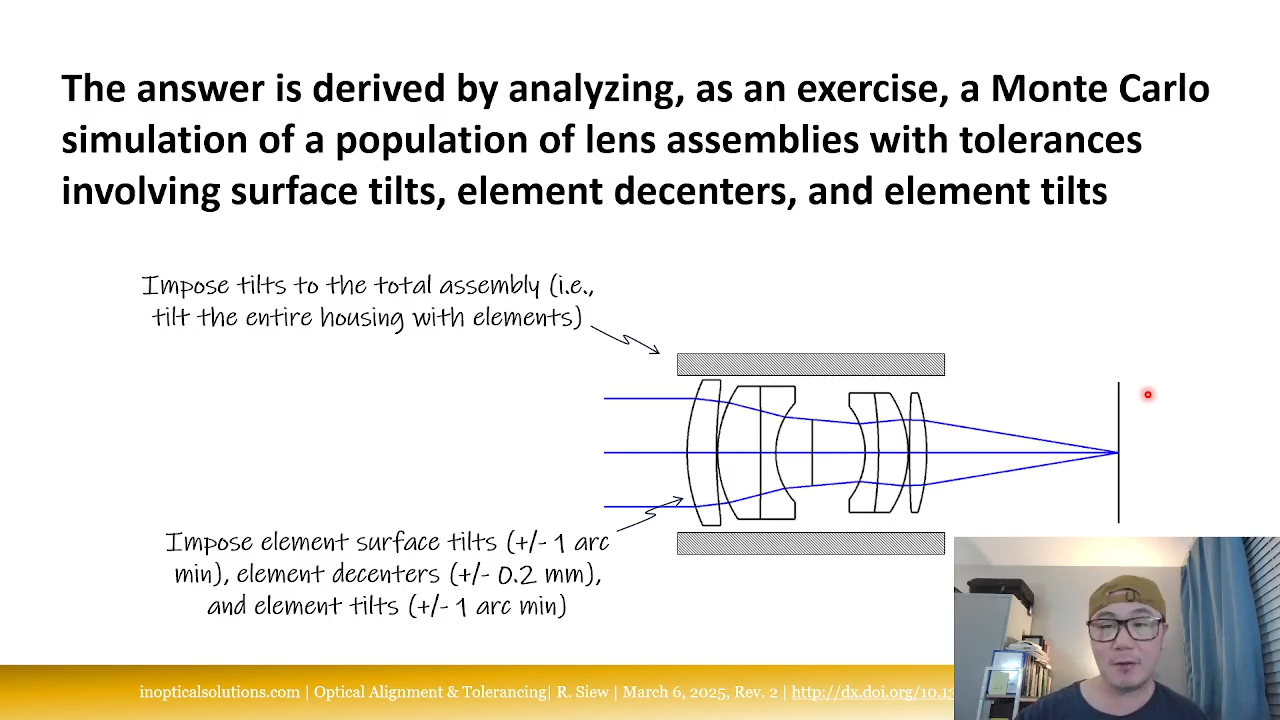 The answer is derived by analyzing, as an exercise, a Monte Carlo
simulation of a population of lens assemblies with tolerances
involving surface tilts, element decenters, and element tilts
Impose tilts to the total assembly (i.e.,
tilt the entire housing with elements)
Impose element surface tilts (+/- 1 arc
min), element decenters (+/- 0.2 mm),
and element tilts (+/- 1 arc min)
inopticalsolutions.com | Optical Alignment & Tolerancing| R. Siew | March 6, 2025, Rev. 2 | http://dx.doi.org/10.1